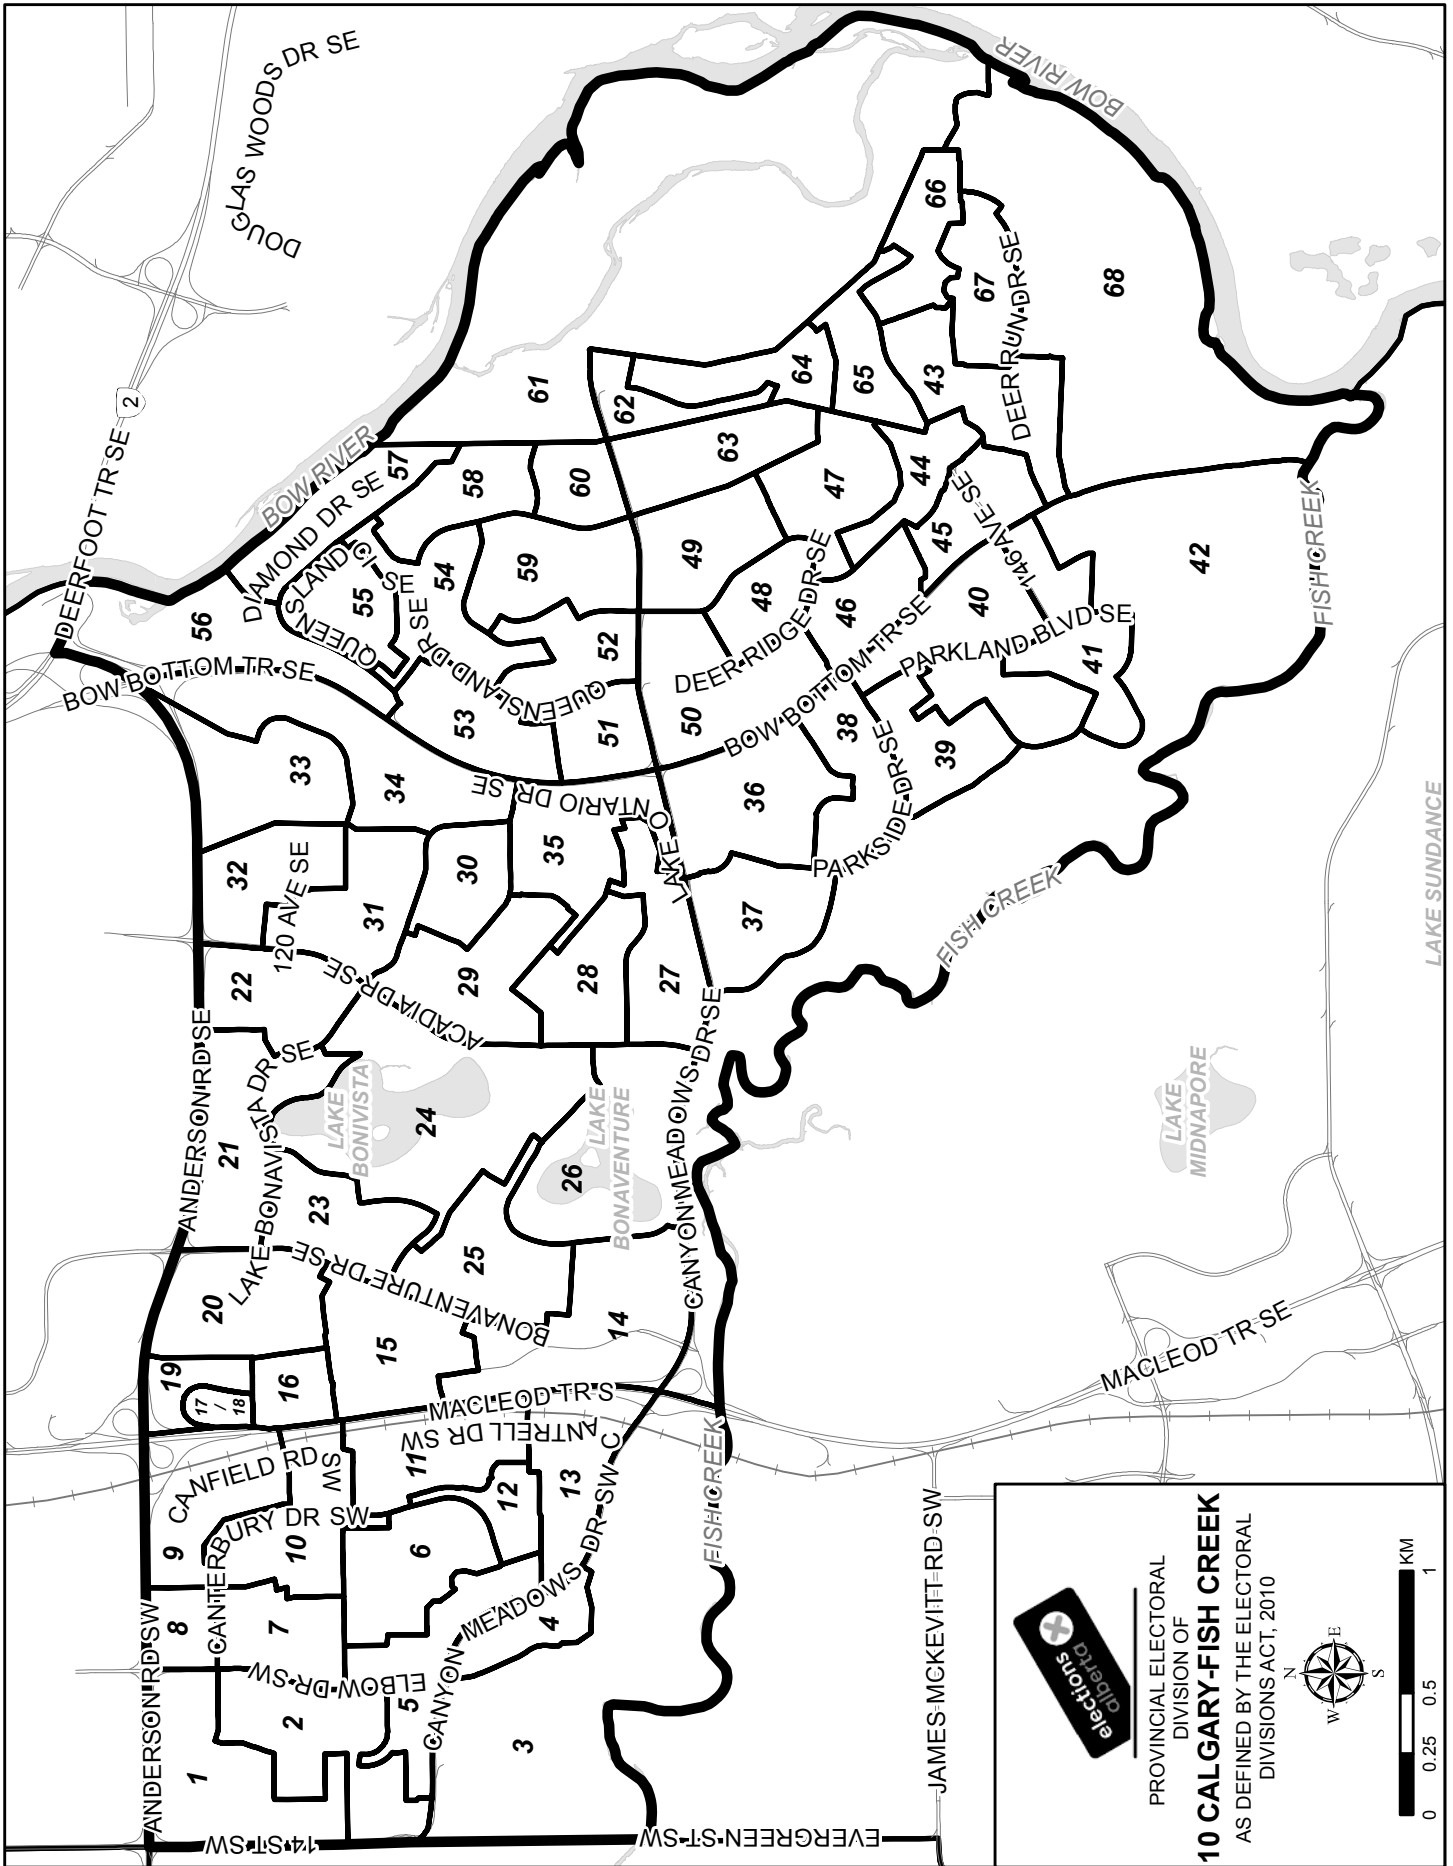 DOUGLAS WOODS DR SE
2
DEERFOOT TR SE
BOW RIVER
BOW RIVER
DIAMOND DR SE
BOW BOTTOM TR SE
QUEENSLAND CI SE
QUEENSLAND DR SE
QUEENSLAND DR SE
ONTARIO DR SE
LAKE
DEER RIDGE DR SE
BOW BOTTOM TR SE
PARKLAND BLVD SE
146 AVE SE
DEER RUN DR SE
PARKSIDE DR SE
FISH CREEK
FISH CREEK
LAKE SUNDANCE
120 AVE SE
ACADIA DR SE
ANDERSON RD SE
LAKE BONAVISTA DR SE
LAKE
BONIVISTA
LAKE
BONAVENTURE
LAKE
MIDNAPORE
BONAVENTURE DR SE
CANYON MEADOWS DR SE
MACLEOD TR SE
MACLEOD TR S
CANTRELL DR SW
CANFIELD RD SW
CANTERBURY DR SW
ELBOW DR SW
CANYON MEADOWS DR SW
ANDERSON RD SW
14 ST SW
EVERGREEN ST SW
JAMES MCKEVITT RD SW
FISH CREEK
1
2
3
4
5
6
7
8
9
10
11
12
13
14
15
16
17
/
18
19
20
21
22
23
24
25
26
27
28
29
30
31
32
33
34
35
36
37
38
39
40
41
42
43
44
45
46
47
48
49
50
51
52
53
54
55
56
57
58
59
60
61
62
63
64
65
66
67
68
elections
alberta
PROVINCIAL ELECTORAL
DIVISION OF
10 CALGARY-FISH CREEK
AS DEFINED BY THE ELECTORAL
DIVISIONS ACT, 2010
N
W E
S
KM
0 0.25 0.5 1